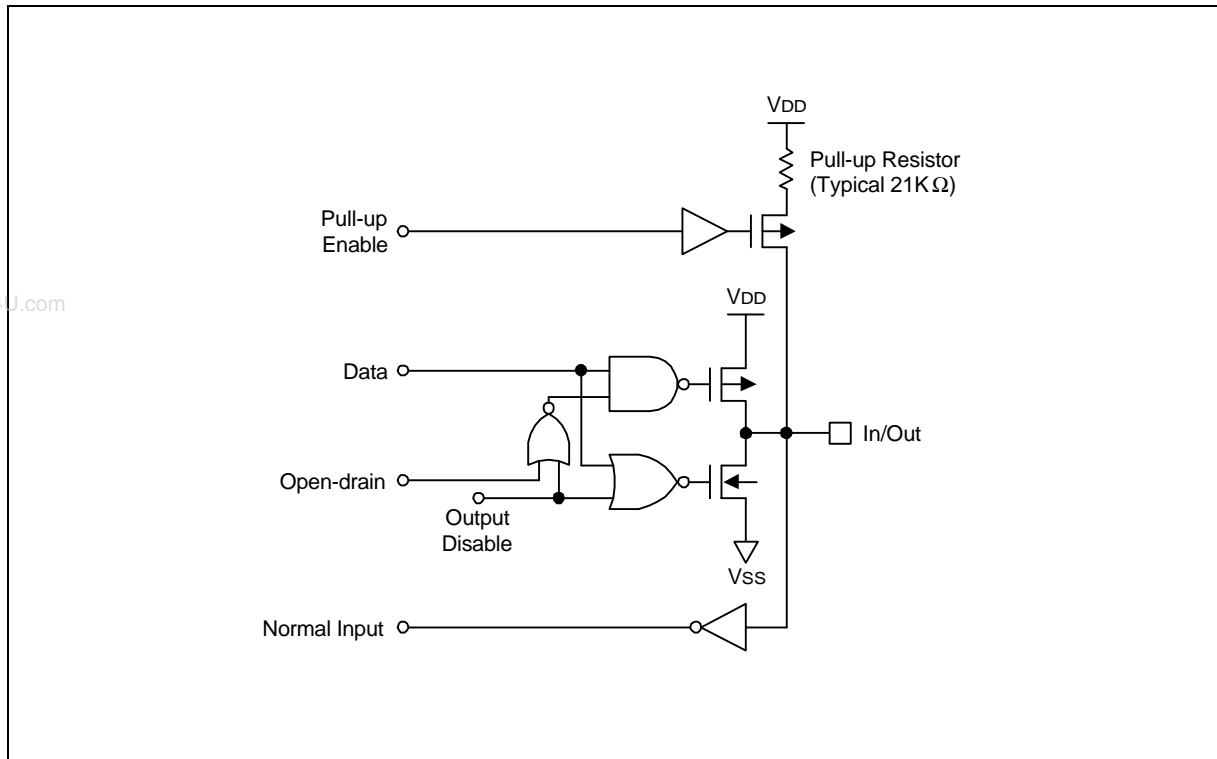 VDD
Pull-up Resistor
(Typical 21KΩ)
Pull-up
Enable
U.com
VDD
Data
In/Out
Open-drain
Output
Disable
VSS
Normal Input